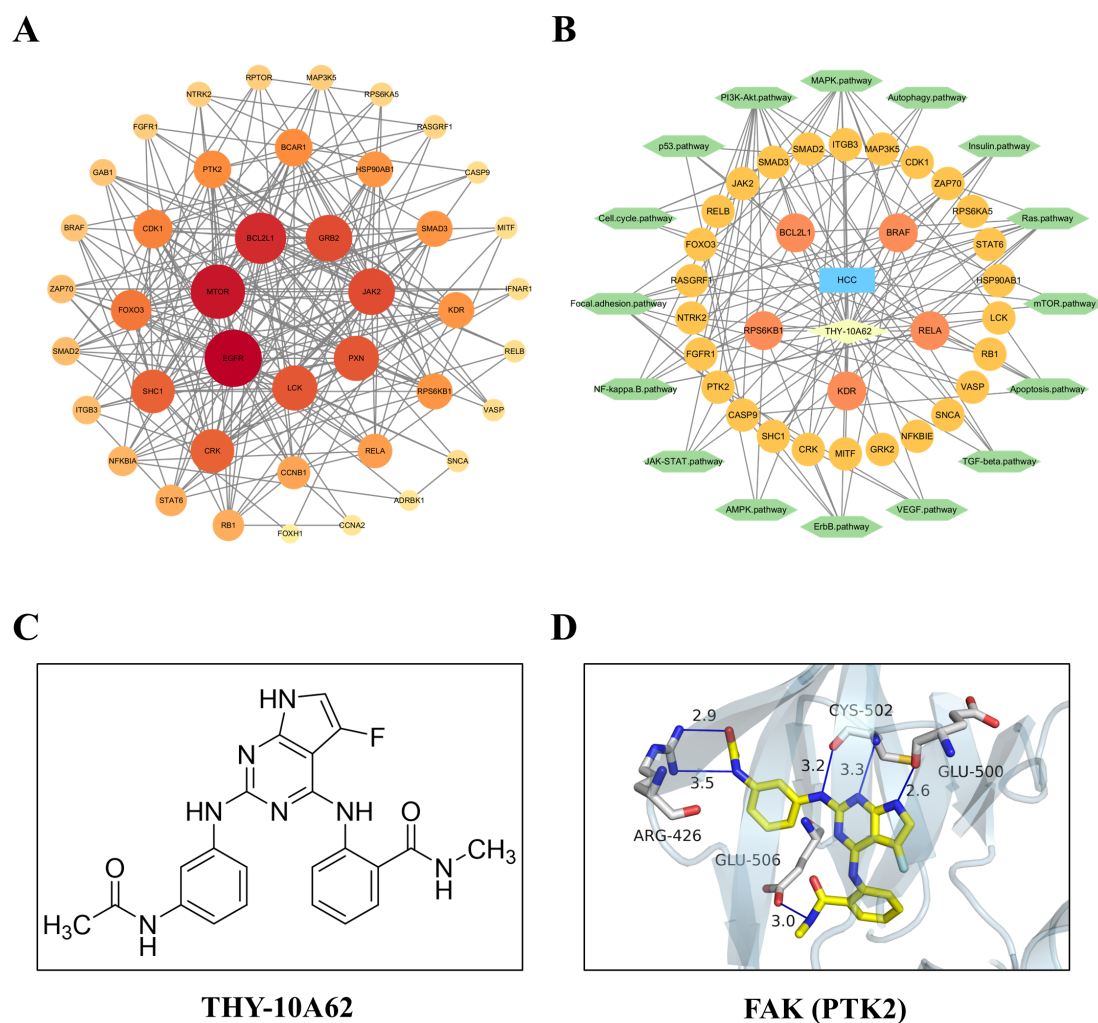 A
RPTOR
MAP3K5
NTRK2
RPS6KA5
FGFR1
RASGRF1
BCAR1
GAB1
PTK2
HSP90AB1
CASP9
BRAF
CDK1
BCL2L1
GRB2
SMAD3
MITF
ZAP70
MTOR
JAK2
IFNAR1
FOXO3
KDR
SMAD2
EGFR
PXN
RELB
SHC1
LCK
RPS6KB1
ITGB3
VASP
NFKBIA
CRK
RELA
SNCA
STAT6
CCNB1
ADRBK1
RB1
FOXH1
CCNA2
B
MAPK.pathway
PI3K-Akt.pathway
Autophagy.pathway
p53.pathway
Insulin.pathway
SMAD2
ITGB3
MAP3K5
SMAD3
CDK1
JAK2
ZAP70
Cell.cycle.pathway
RELB
RPS6KA5
Ras.pathway
BCL2L1
BRAF
FOXO3
STAT6
RASGRF1
HCC
HSP90AB1
Focal.adhesion.pathway
mTOR.pathway
NTRK2
LCK
RPS6KB1
THY-10A62
RELA
FGFR1
RB1
NF-kappa.B.pathway
PTK2
KDR
VASP
Apoptosis.pathway
CASP9
SNCA
SHC1
NFKBIE
CRK
MITF
GRK2
JAK-STAT.pathway
TGF-beta.pathway
AMPK.pathway
VEGF.pathway
ErbB.pathway
C
HN
F
N
N
NH
NH
O
CH3
N
H
O
H3C
N
H
THY-10A62
D
2.9
CYS-502
3.2
3.3
GLU-500
3.5
2.6
ARG-426
GLU-506
3.0
FAK (PTK2)